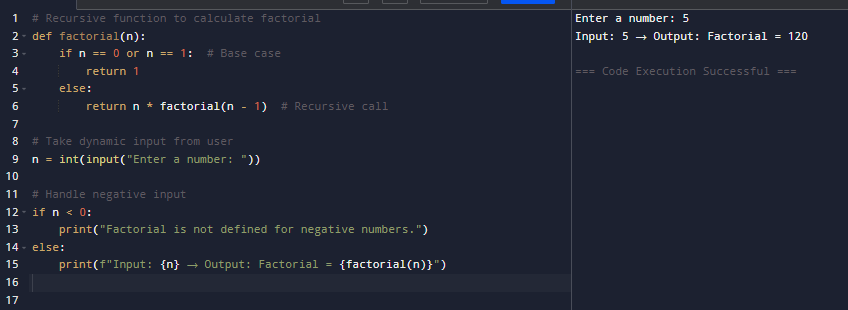 1 # Recursive function to calculate factorial
2 def factorial(n):
3     if n == 0 or n == 1:  # Base case
4         return 1
5     else:
6         return n * factorial(n - 1)  # Recursive call
7
8 # Take dynamic input from user
9 n = int(input("Enter a number: "))
10
11 # Handle negative input
12 if n < 0:
13     print("Factorial is not defined for negative numbers.")
14 else:
15     print(f"Input: {n} → Output: Factorial = {factorial(n)}")
16
17
Enter a number: 5
Input: 5 → Output: Factorial = 120

=== Code Execution Successful ===